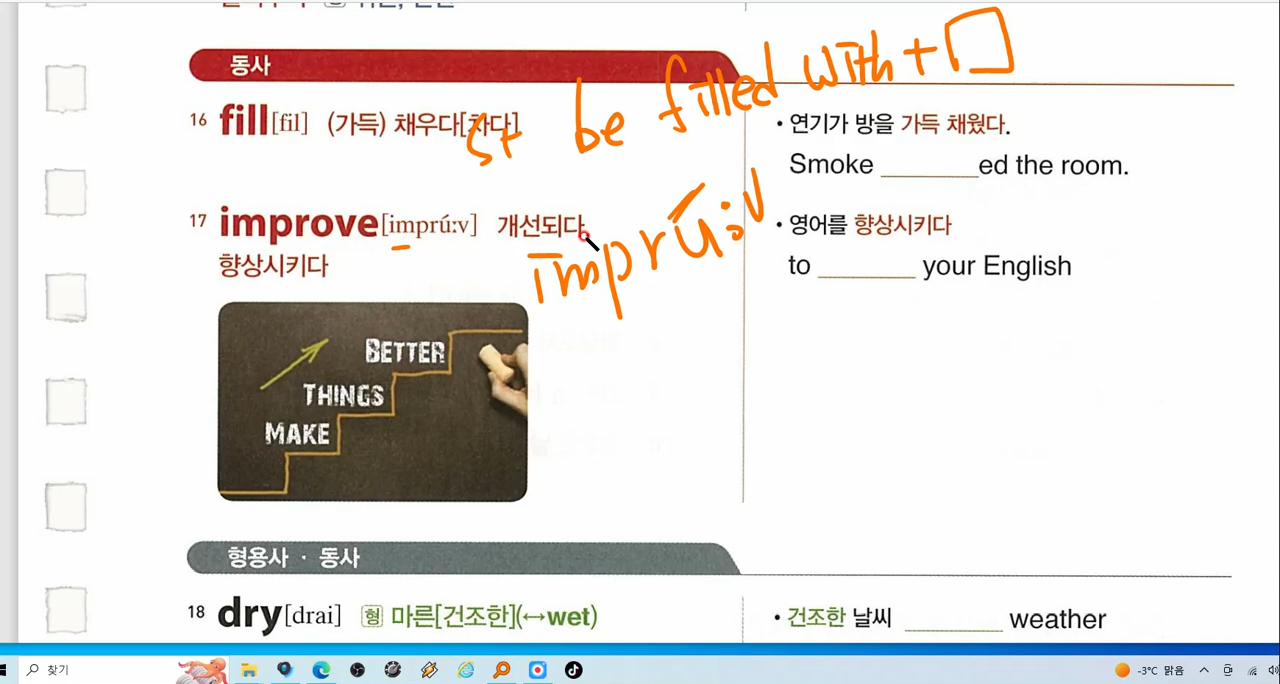 동사
st be filled with + □
16 fill[fil] (가득) 채우다[차다]
• 연기가 방을 가득 채웠다.
Smoke ________ed the room.
17 improve[imprú:v] 개선되다,
향상시키다
imprú:v
• 영어를 향상시키다
to ________ your English
BETTER
THINGS
MAKE
형용사 · 동사
18 dry[drai] 형 마른[건조한](↔wet)
• 건조한 날씨 ________ weather
찾기
-3°C 맑음